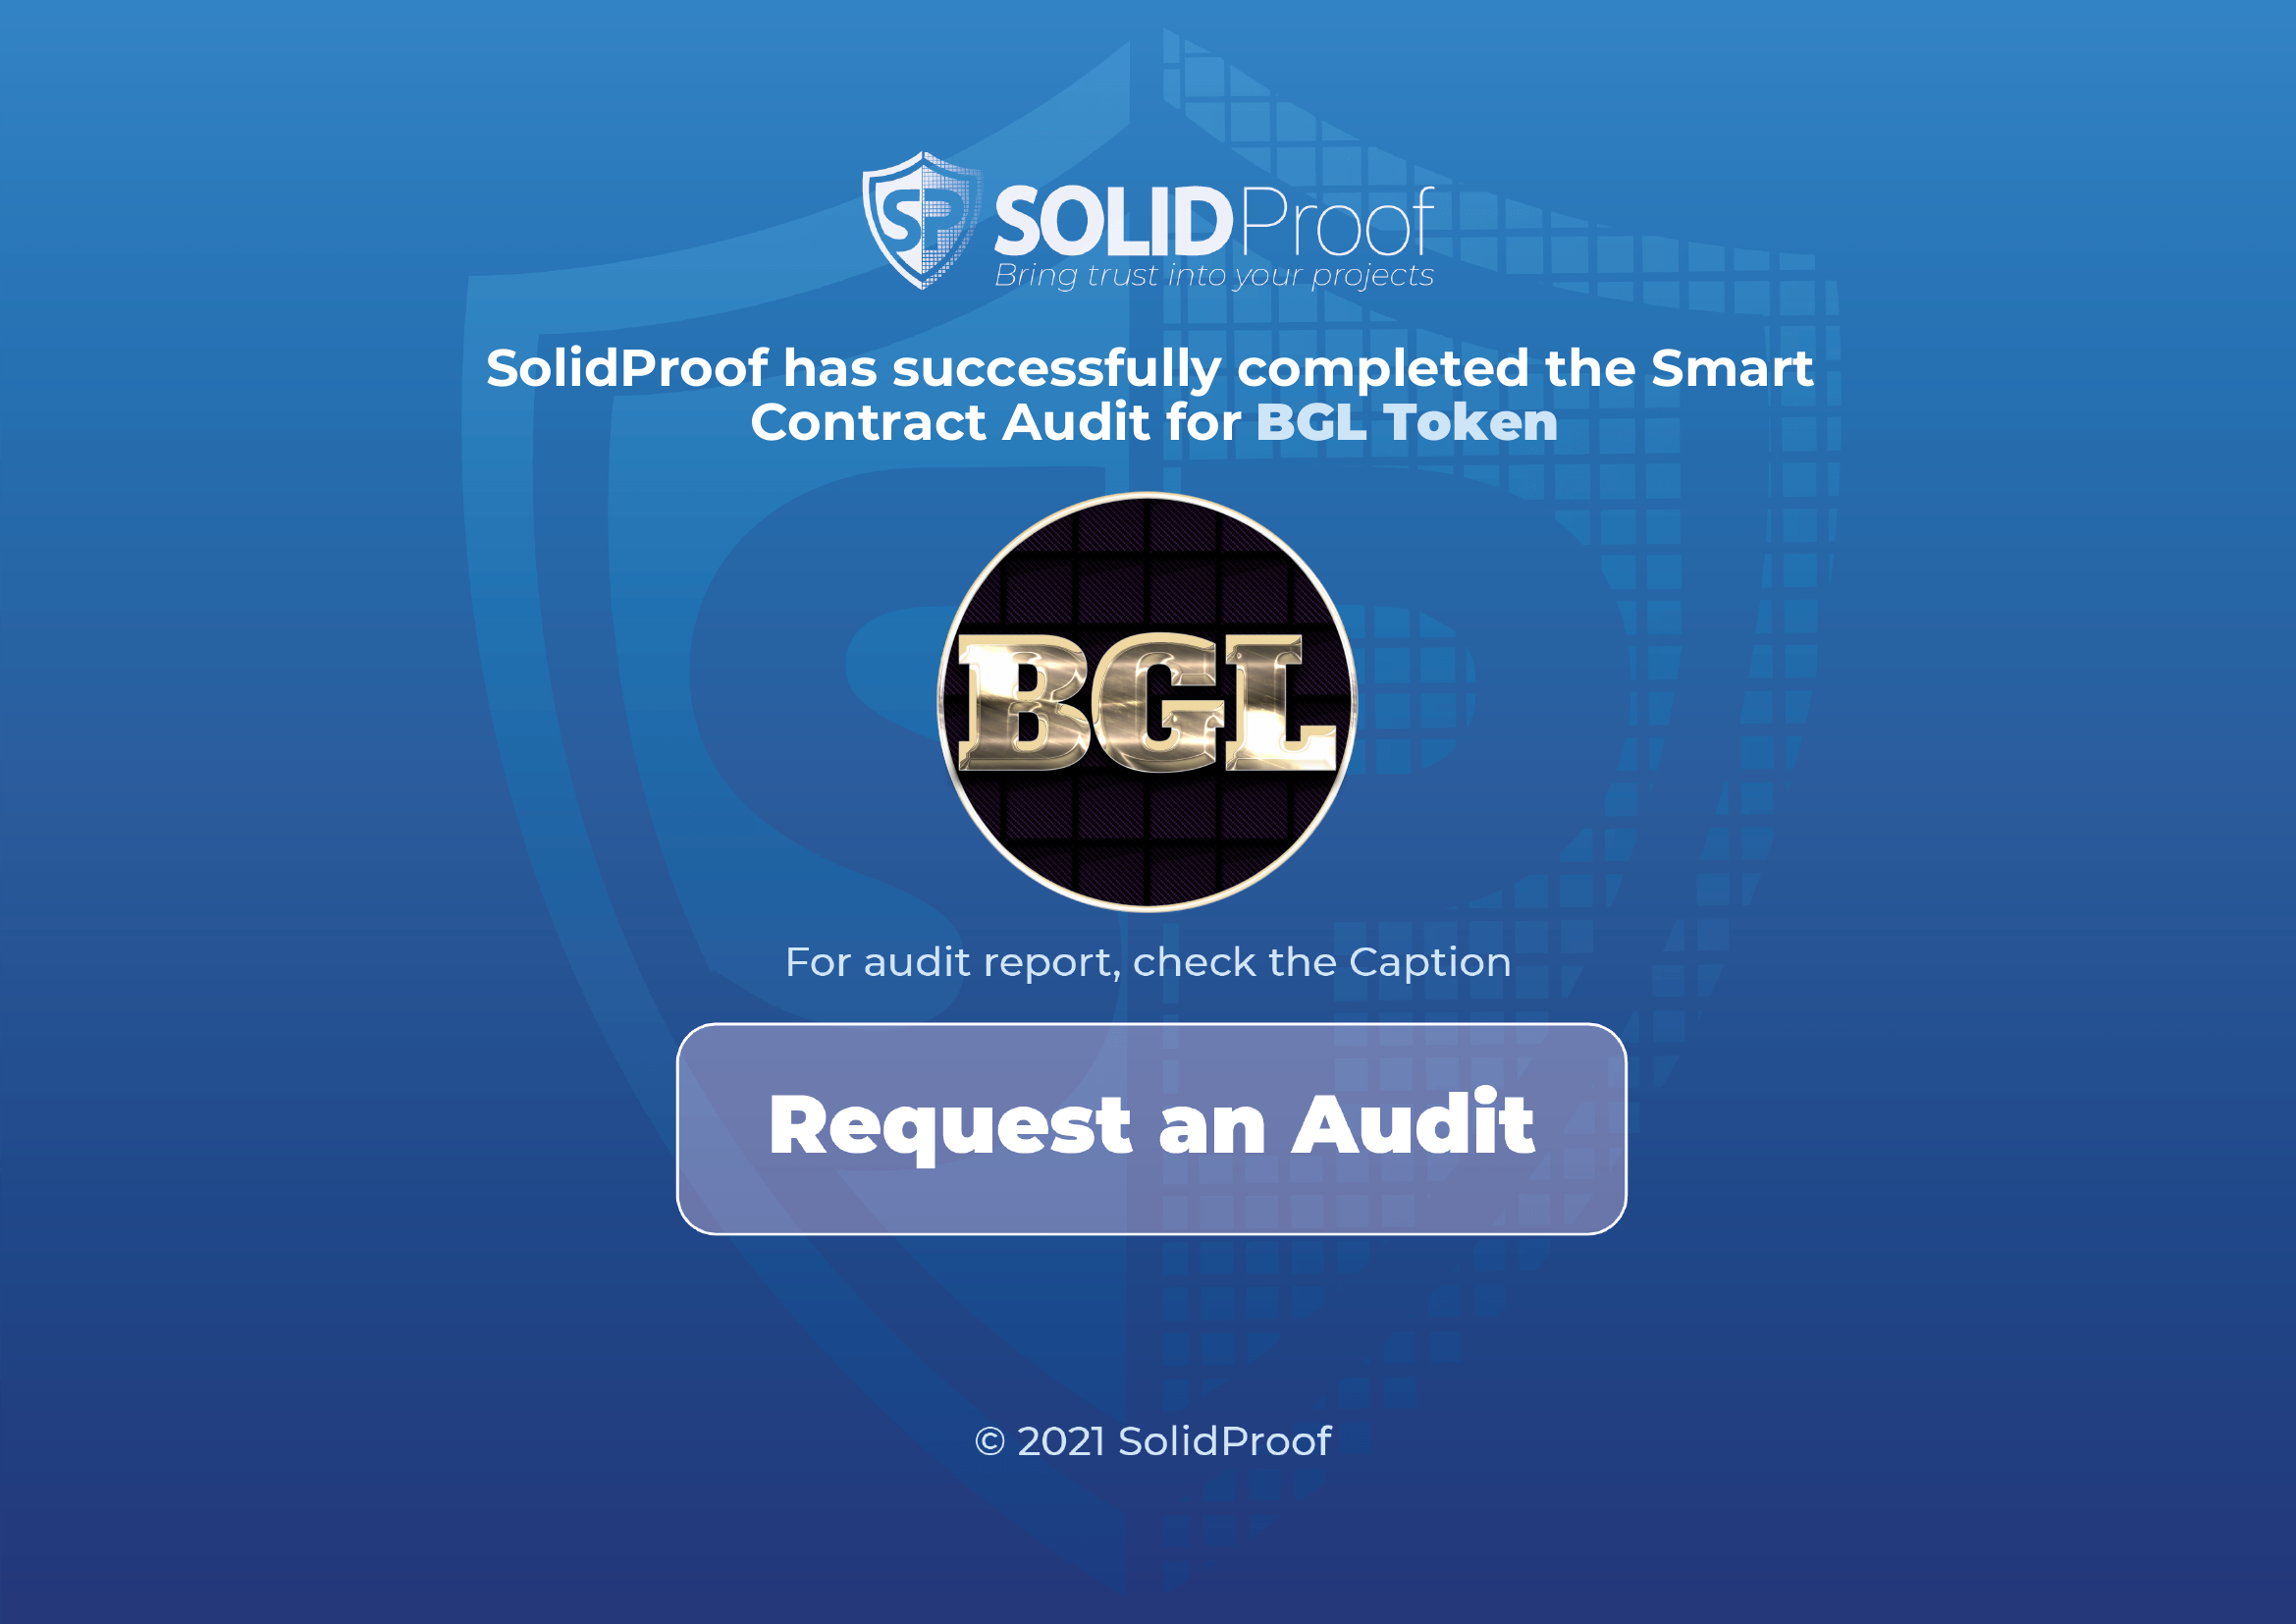 SP SOLIDProof
Bring trust into your projects
SolidProof has successfully completed the Smart
Contract Audit for BGL Token
BGL
For audit report, check the Caption
Request an Audit
© 2021 SolidProof